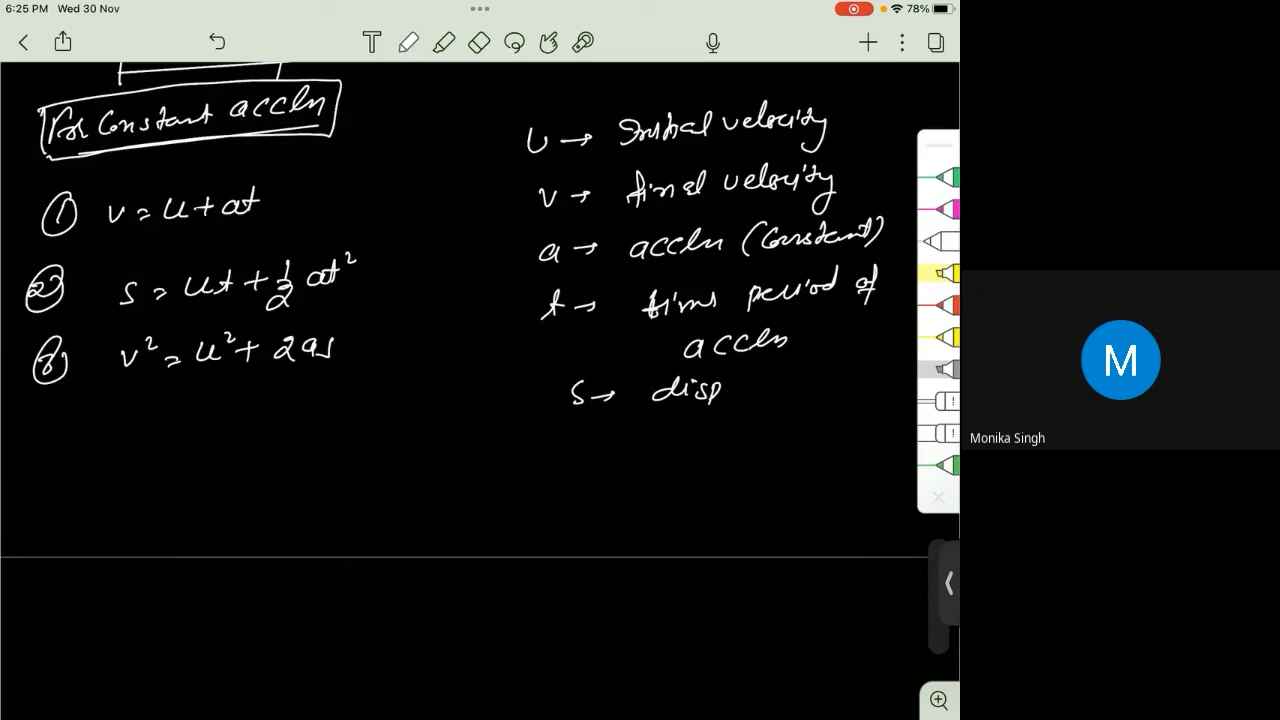 6:25 PM Wed 30 Nov
78%
For Constant accln
① v = u + at
② s = ut + 1/2 at²
③ v² = u² + 2as
U → Initial velocity
v → final velocity
a → accln (constant)
t → time period of
accln
S → disp
M
Monika Singh